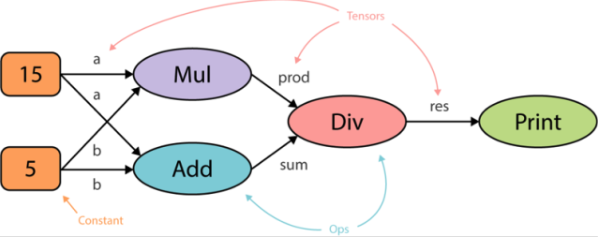 Tensors
15
a
Mul
prod
a
res
Div
Print
b
5
Add
sum
b
Constant
Ops